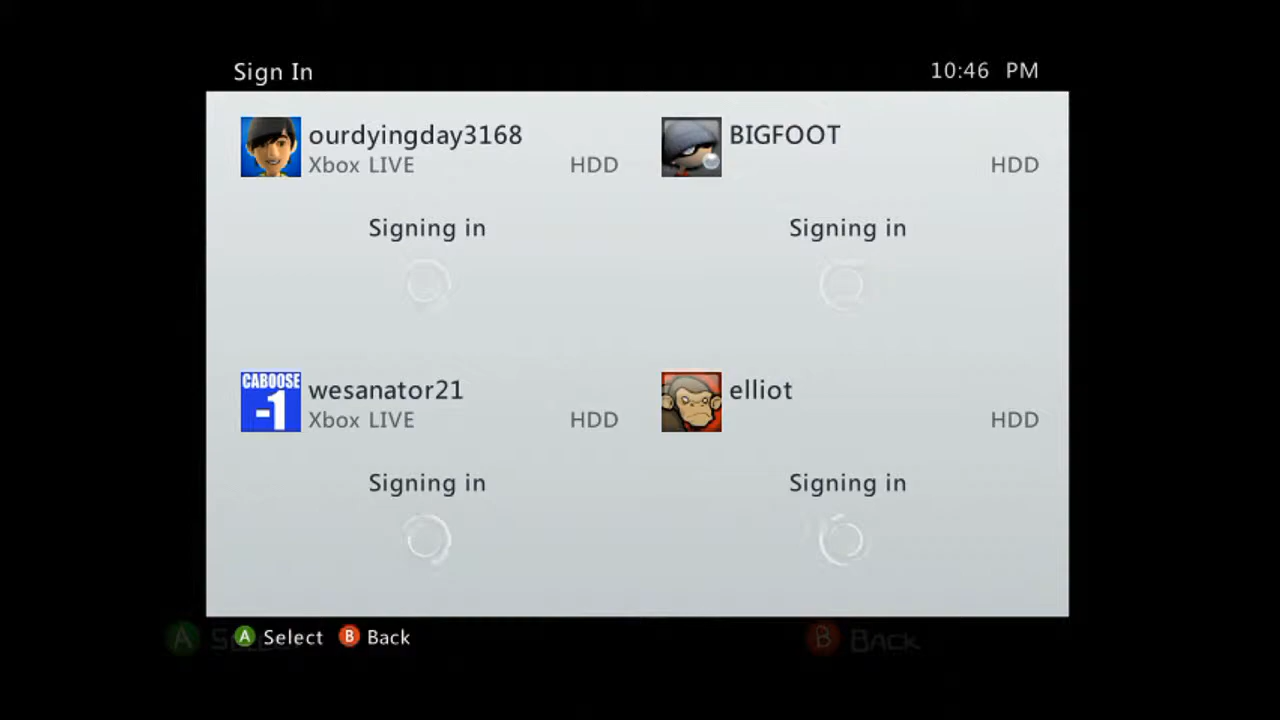 Sign In
10:46 PM
ourdyingday3168
Xbox LIVE
HDD
BIGFOOT
HDD
Signing in
Signing in
CABOOSE
-1
wesanator21
Xbox LIVE
HDD
elliot
HDD
Signing in
Signing in
A Select
B Back
B Back